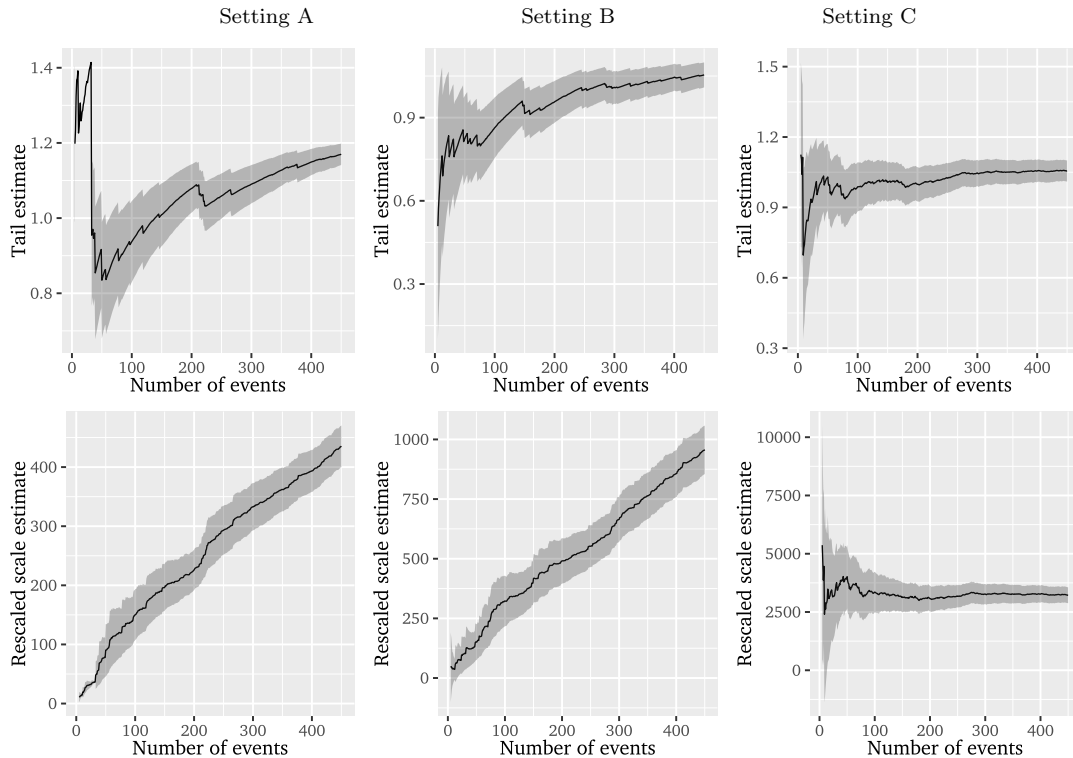 Setting A
Setting B
Setting C
Tail estimate
1.4
1.2
1.0
0.8
0 100 200 300 400
Number of events
Tail estimate
0.9
0.6
0.3
0 100 200 300 400
Number of events
Tail estimate
1.5
1.2
0.9
0.6
0.3
0 100 200 300 400
Number of events
Rescaled scale estimate
400
300
200
100
0
0 100 200 300 400
Number of events
Rescaled scale estimate
1000
750
500
250
0
0 100 200 300 400
Number of events
Rescaled scale estimate
10000
7500
5000
2500
0
0 100 200 300 400
Number of events